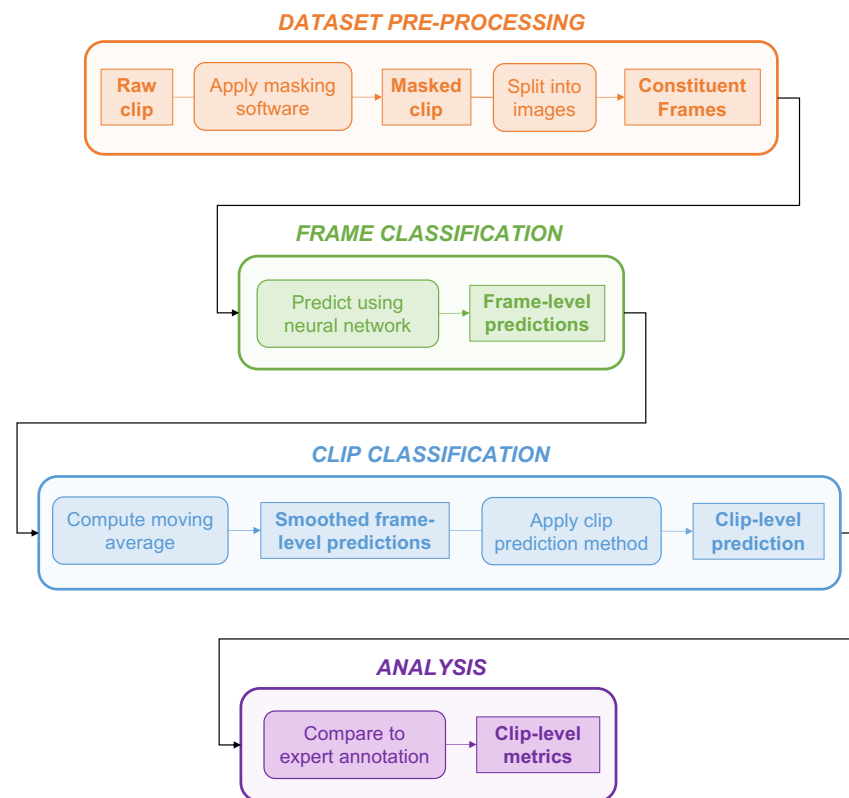 DATASET PRE-PROCESSING
Raw
clip
Apply masking
software
Masked
clip
Split into
images
Constituent
Frames
FRAME CLASSIFICATION
Predict using
neural network
Frame-level
predictions
CLIP CLASSIFICATION
Compute moving
average
Smoothed frame-
level predictions
Apply clip
prediction method
Clip-level
prediction
ANALYSIS
Compare to
expert annotation
Clip-level
metrics